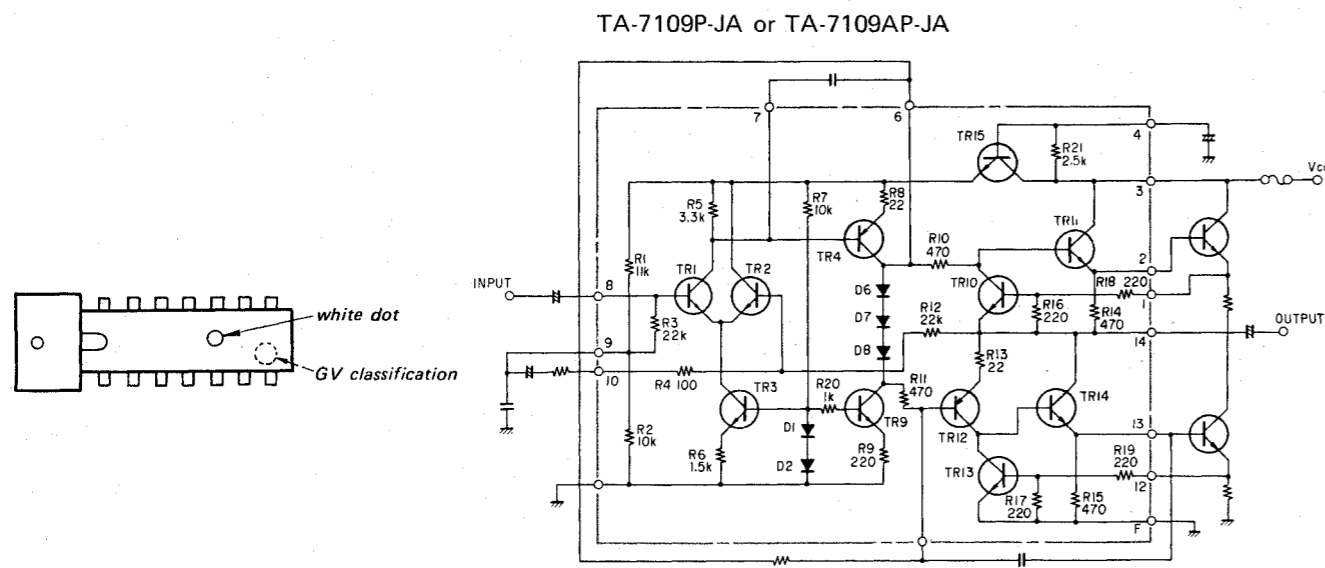 TA-7109P-JA or TA-7109AP-JA
white dot
GV classification
7
6
4
TR15
R21
2.5k
Vcc
3
R5
3.3k
R7
10k
R8
22
TR11
TR4
R10
470
2
R1
11k
TR1
TR2
TR10
R18
220
1
INPUT
8
D6
R16
220
R14
470
R12
22k
OUTPUT
R3
22k
D7
14
9
D8
R13
22
10
R4 100
R11
470
TR3
R20
1k
TR14
TR9
TR12
13
D1
R2
10k
R6
1.5k
R9
220
R19
220
D2
TR13
12
R17
220
R15
470
F